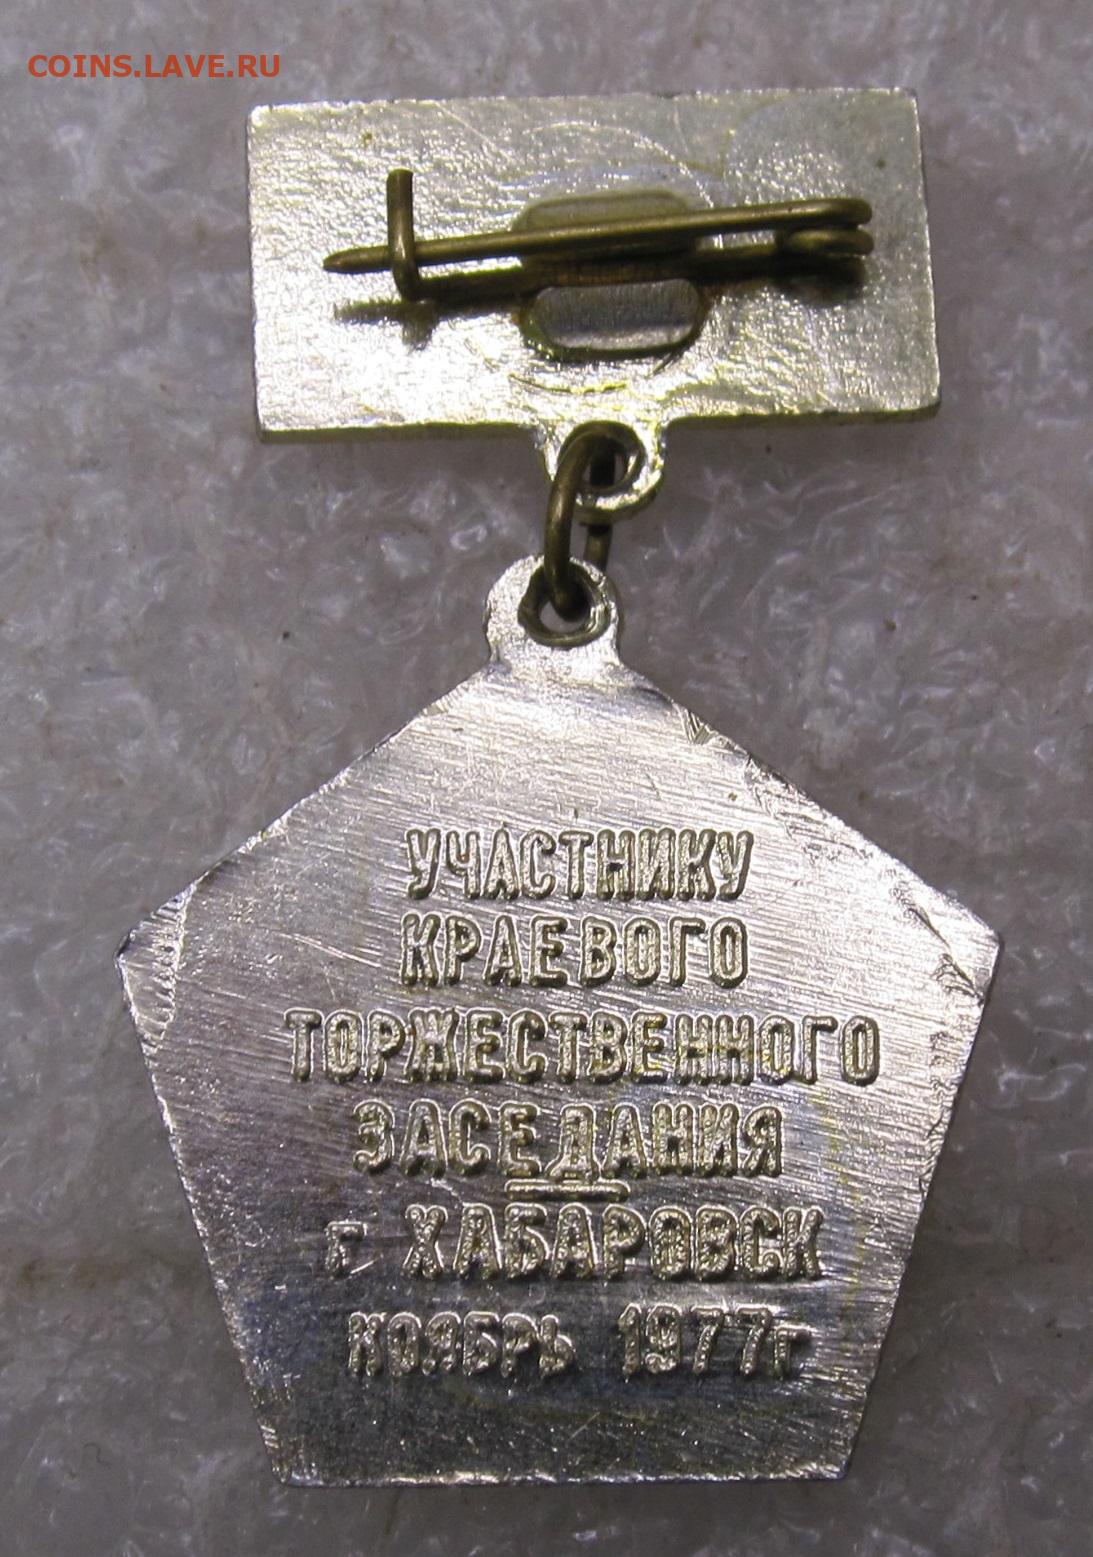 COINS.LAVE.RU
УЧАСТНИКУ
КРАЕВОГО
ТОРЖЕСТВЕННОГО
ЗАСЕДАНИЯ
г ХАБАРОВСК
НОЯБРЬ 1977г